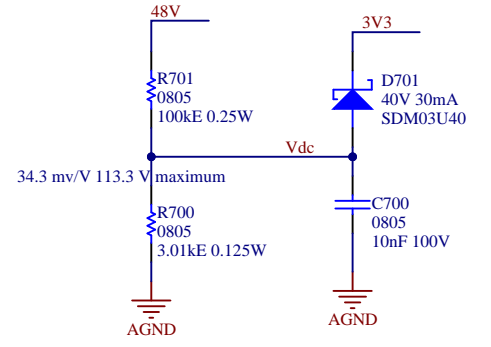 48V
3V3
R701
0805
100kE 0.25W
D701
40V 30mA
SDM03U40
Vdc
34.3 mv/V 113.3 V maximum
R700
0805
3.01kE 0.125W
C700
0805
10nF 100V
AGND
AGND